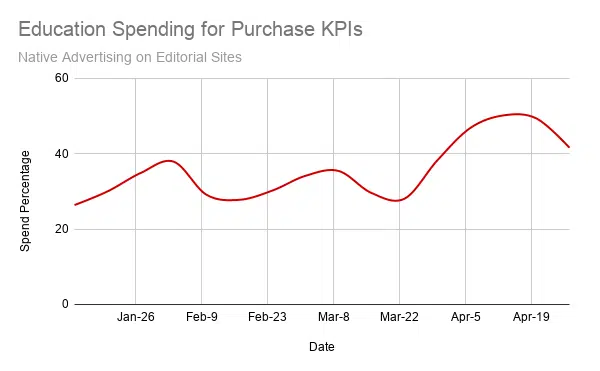 Education Spending for Purchase KPIs
Native Advertising on Editorial Sites
60
40
20
0
Spend Percentage
Jan-26 Feb-9 Feb-23 Mar-8 Mar-22 Apr-5 Apr-19
Date